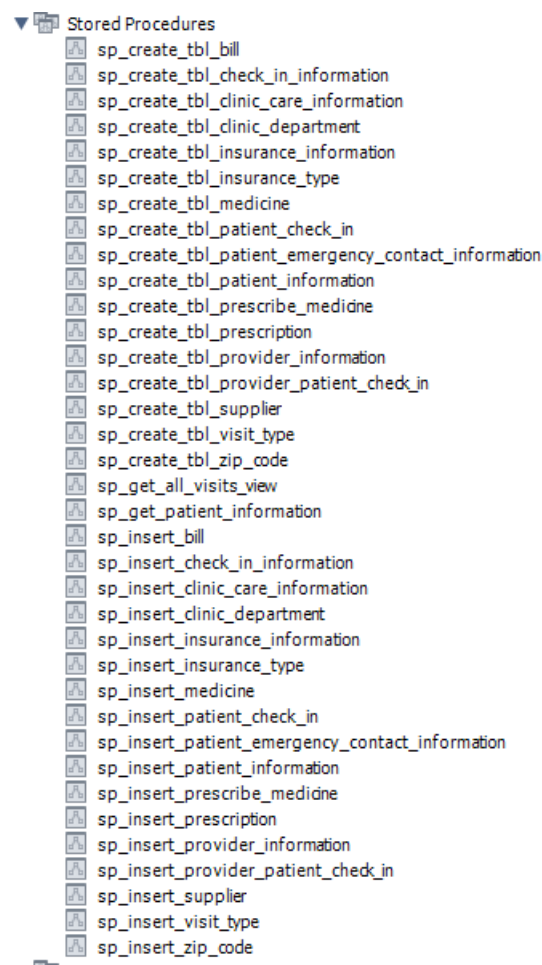 Stored Procedures
sp_create_tbl_bill
sp_create_tbl_check_in_information
sp_create_tbl_clinic_care_information
sp_create_tbl_clinic_department
sp_create_tbl_insurance_information
sp_create_tbl_insurance_type
sp_create_tbl_medicine
sp_create_tbl_patient_check_in
sp_create_tbl_patient_emergency_contact_information
sp_create_tbl_patient_information
sp_create_tbl_prescribe_medicine
sp_create_tbl_prescription
sp_create_tbl_provider_information
sp_create_tbl_provider_patient_check_in
sp_create_tbl_supplier
sp_create_tbl_visit_type
sp_create_tbl_zip_code
sp_get_all_visits_view
sp_get_patient_information
sp_insert_bill
sp_insert_check_in_information
sp_insert_clinic_care_information
sp_insert_clinic_department
sp_insert_insurance_information
sp_insert_insurance_type
sp_insert_medicine
sp_insert_patient_check_in
sp_insert_patient_emergency_contact_information
sp_insert_patient_information
sp_insert_prescribe_medicine
sp_insert_prescription
sp_insert_provider_information
sp_insert_provider_patient_check_in
sp_insert_supplier
sp_insert_visit_type
sp_insert_zip_code